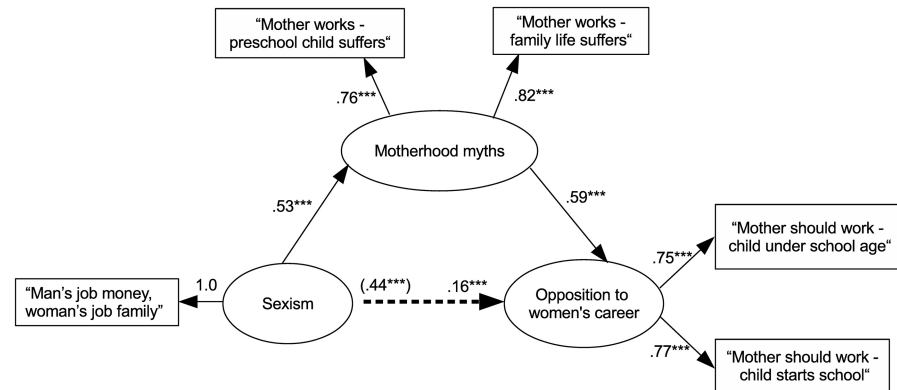 “Mother works -
preschool child suffers“
“Mother works -
family life suffers“
.76***
.82***
Motherhood myths
.53***
.59***
“Man’s job money,
woman’s job family”
1.0
Sexism
(.44***)
.16***
Opposition to
women's career
.75***
“Mother should work -
child under school age“
.77***
“Mother should work -
child starts school“